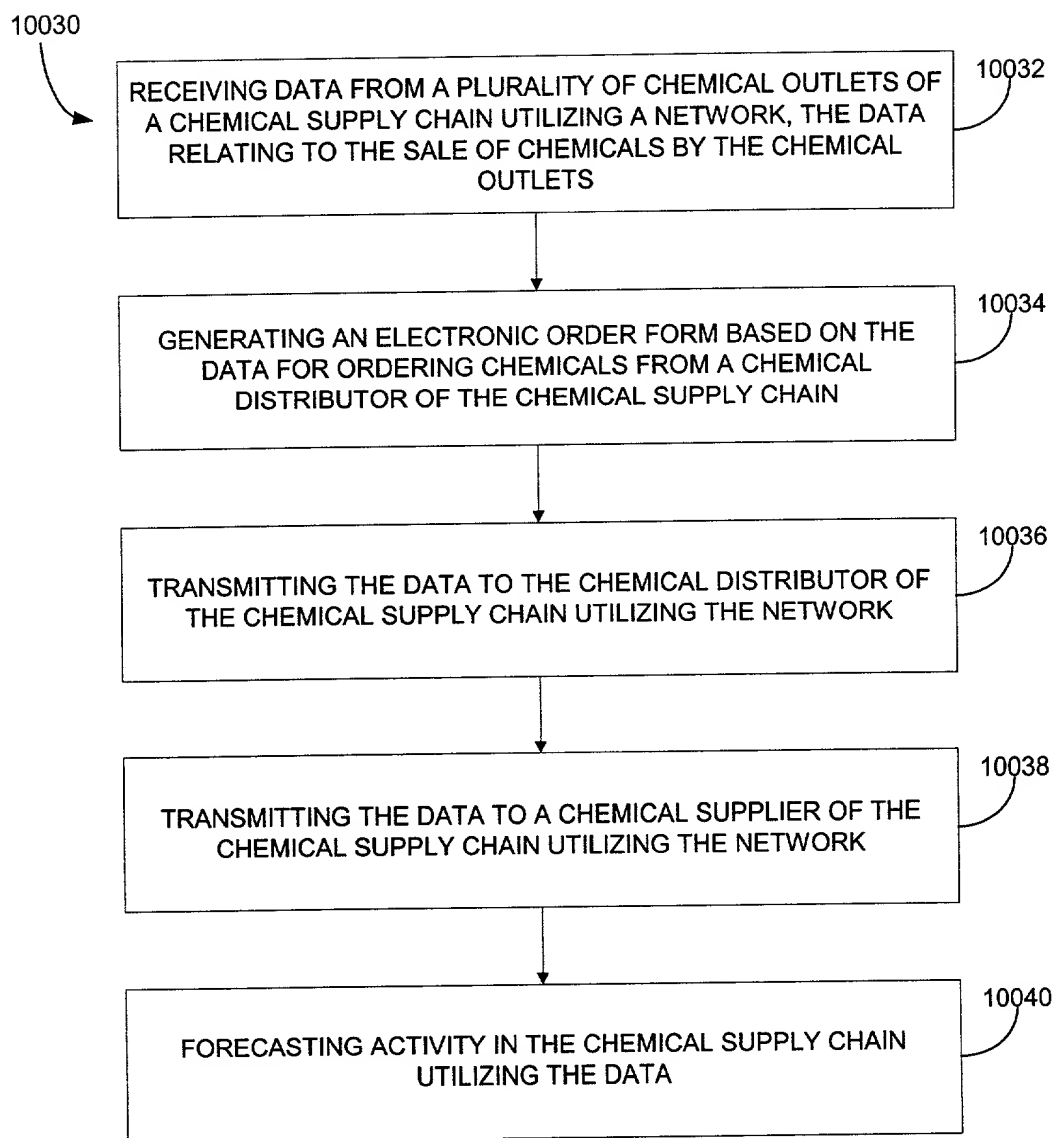 10030
10032
RECEIVING DATA FROM A PLURALITY OF CHEMICAL OUTLETS OF
A CHEMICAL SUPPLY CHAIN UTILIZING A NETWORK, THE DATA
RELATING TO THE SALE OF CHEMICALS BY THE CHEMICAL
OUTLETS
10034
GENERATING AN ELECTRONIC ORDER FORM BASED ON THE
DATA FOR ORDERING CHEMICALS FROM A CHEMICAL
DISTRIBUTOR OF THE CHEMICAL SUPPLY CHAIN
10036
TRANSMITTING THE DATA TO THE CHEMICAL DISTRIBUTOR OF
THE CHEMICAL SUPPLY CHAIN UTILIZING THE NETWORK
10038
TRANSMITTING THE DATA TO A CHEMICAL SUPPLIER OF THE
CHEMICAL SUPPLY CHAIN UTILIZING THE NETWORK
10040
FORECASTING ACTIVITY IN THE CHEMICAL SUPPLY CHAIN
UTILIZING THE DATA